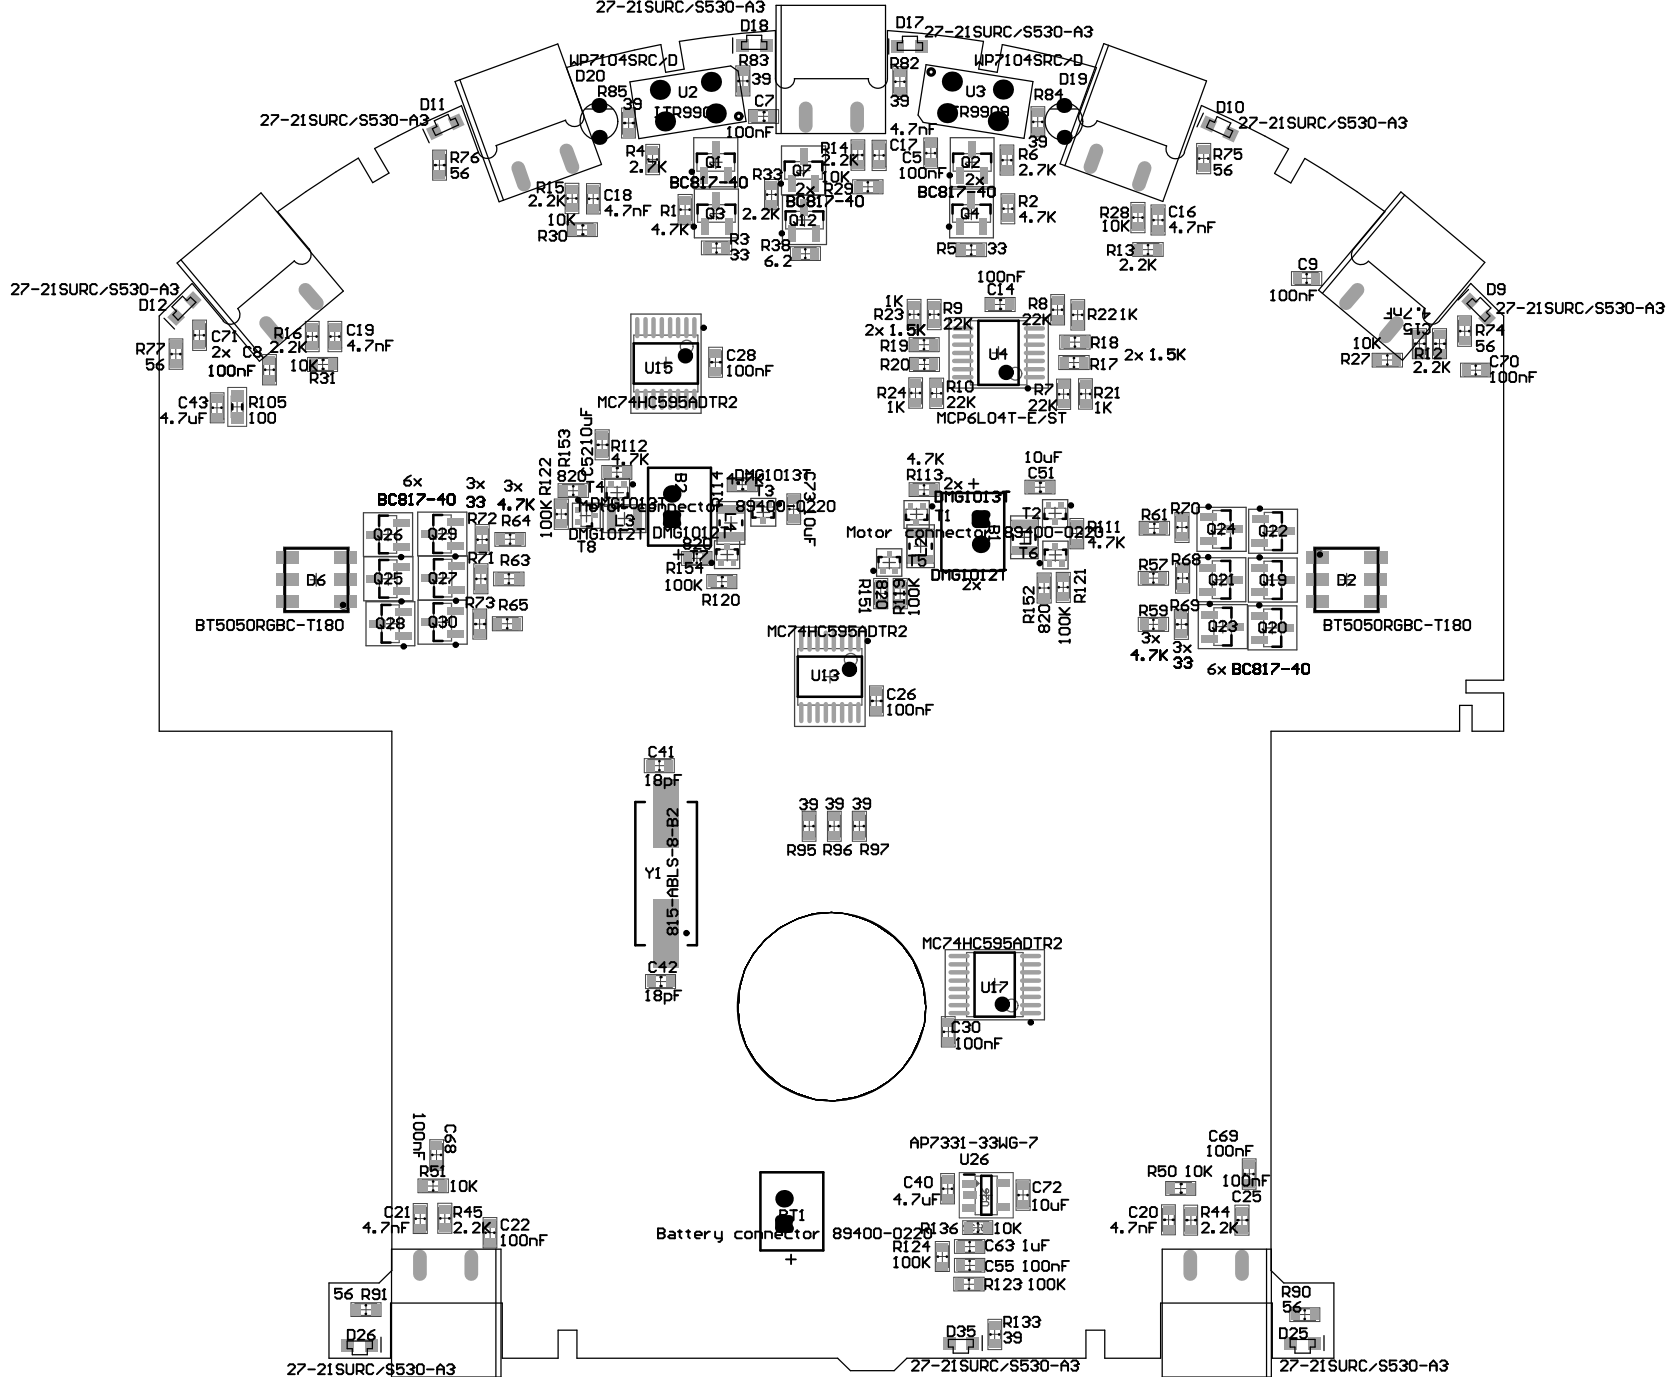 27-21SURC/S530-A3
D18
D17
27-21SURC/S530-A3
WP7104SRC/D
R83
39
R82
39
WP7104SRC/D
D20
R85
39
U2
C7
100nF
U3
R84
39
D19
D11
27-21SURC/S530-A3
D10
27-21SURC/S530-A3
4.7nF
C17
C5
100nF
R76
56
R4
2.7K
Q1
BC817-40
R14
2.2K
10K
R29
Q7
2x
BC817-40
Q2
2x
BC817-40
R6
2.7K
R75
56
R15
2.2K
C18
4.7nF
10K
R30
R1
4.7K
Q3
R33
2.2K
Q12
Q4
R2
4.7K
R3
33
R38
6.2
R5
33
R28
10K
C16
4.7nF
R13
2.2K
C9
100nF
27-21SURC/S530-A3
D12
D9
27-21SURC/S530-A3
C71
2x
C8
100nF
R16
2.2K
C19
4.7nF
10K
R31
R77
56
C43
4.7uF
R105
100
U15
C28
100nF
MC74HC595ADTR2
100nF
C14
1K
R23
R9
22K
2x 1.5K
R19
R20
R24
1K
R10
22K
U4
R8
22K
R22
1K
R18
2x 1.5K
R17
R7
22K
R21
1K
MCP6L04T-E/ST
4.7nF
C15
10K
R27
R12
2.2K
R74
56
C70
100nF
6x
BC817-40
3x
33
3x
4.7K
Q26
Q29
R72
R64
Q25
Q27
R71
R63
Q28
Q30
R73
R65
D6
BT5050RGBC-T180
R122
100K
R153
820
C52
10uF
R112
4.7K
T4
DMG1013T
L3
DMG1012T
T8
B2
Motor connector 89400-0220
DMG1012T
DMG1013T
T3
C73
10uF
820
R154
100K
R120
4.7K
R113
2x +
DMG1013T
T1
Motor connector 89400-0220
T5
DMG1012T
2x
R151
820
R119
100K
10uF
C51
T2
T6
R111
4.7K
R152
820
R121
100K
R61
R70
Q24
Q22
R57
R68
Q21
Q19
R59
R69
Q23
Q20
3x
4.7K
3x
33
6x BC817-40
D2
BT5050RGBC-T180
MC74HC595ADTR2
U13
C26
100nF
C41
18pF
Y1
815-ABLS-8-B2
C42
18pF
39 39 39
R95 R96 R97
MC74HC595ADTR2
U17
C30
100nF
C68
100nF
R51
10K
C21
4.7nF
R45
2.2K
C22
100nF
BT1
Battery connector 89400-0220
+
AP7331-33WG-7
U26
C40
4.7uF
C72
10uF
R136
10K
R124
100K
C63 1uF
C55 100nF
R123 100K
C69
100nF
R50 10K
100nF
C25
C20
4.7nF
R44
2.2K
56 R91
D26
27-21SURC/S530-A3
D35
R133
39
27-21SURC/S530-A3
R90
56
D25
27-21SURC/S530-A3